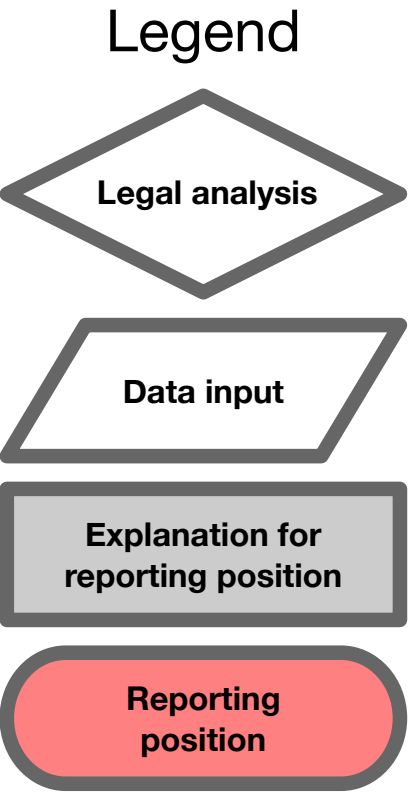 Legend
Legal analysis
Data input
Explanation for
reporting position
Reporting
position